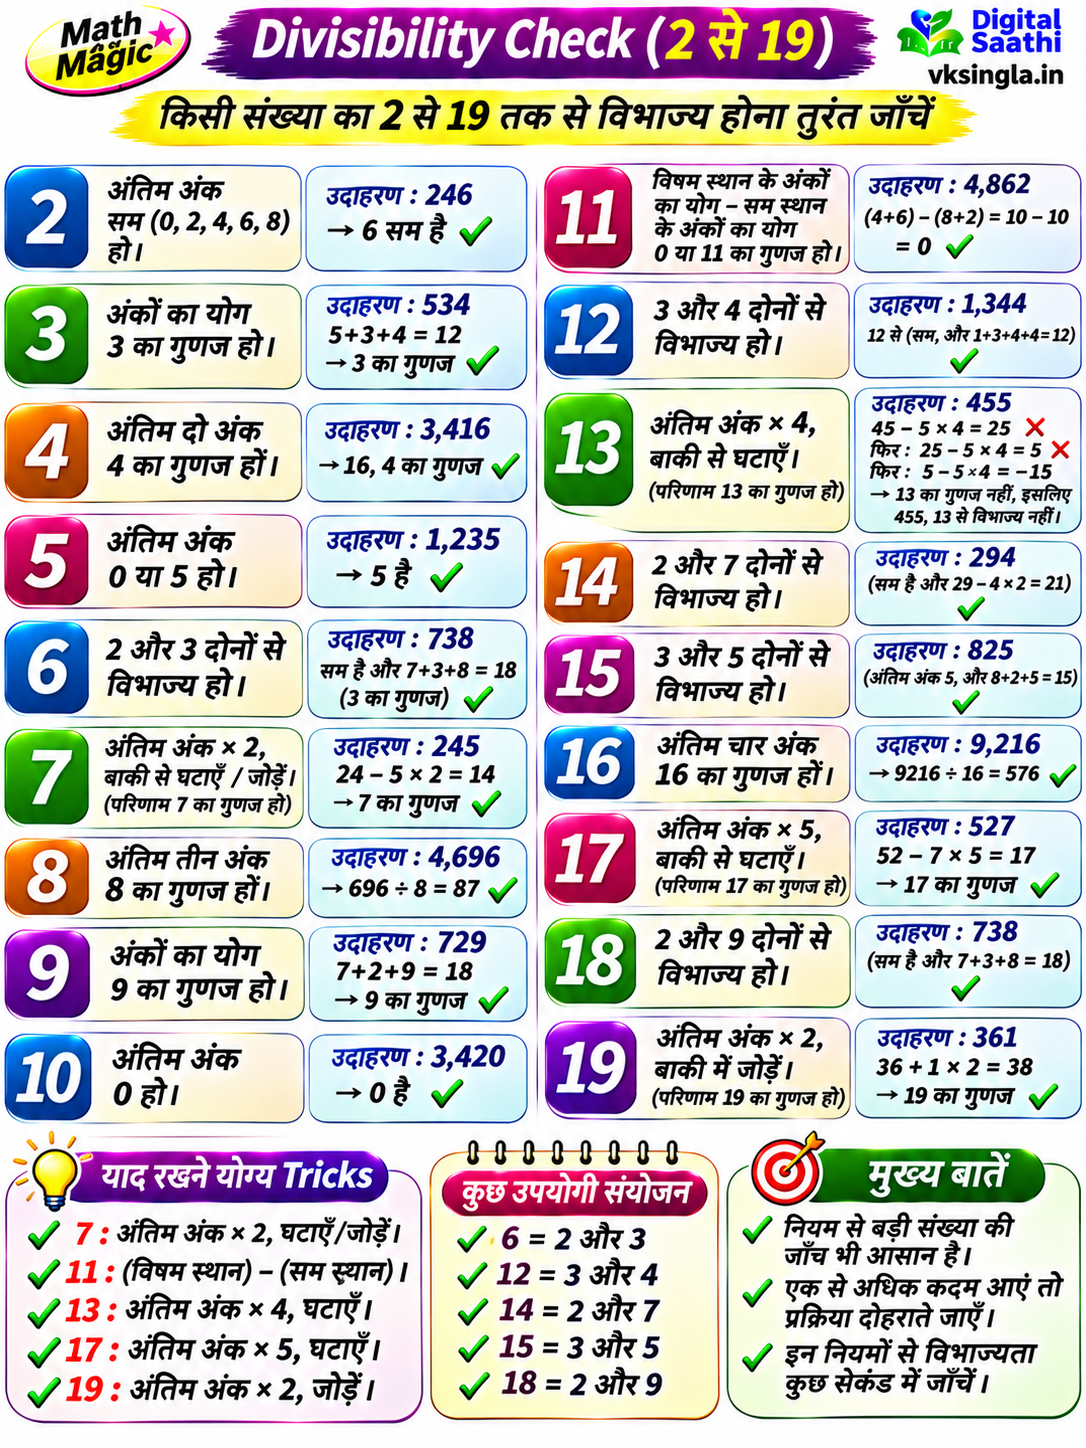 Math
का
Magic
Divisibility Check (2 से 19)
Digital
Saathi
vksingla.in
किसी संख्या का 2 से 19 तक से विभाज्य होना तुरंत जाँचें
2
अंतिम अंक
सम (0, 2, 4, 6, 8)
हो।
उदाहरण : 246
→ 6 सम है ✓
3
अंकों का योग
3 का गुणज हो।
उदाहरण : 534
5+3+4 = 12
→ 3 का गुणज ✓
4
अंतिम दो अंक
4 का गुणज हों।
उदाहरण : 3,416
→ 16, 4 का गुणज ✓
5
अंतिम अंक
0 या 5 हो।
उदाहरण : 1,235
→ 5 है ✓
6
2 और 3 दोनों से
विभाज्य हो।
उदाहरण : 738
सम है और 7+3+8 = 18
(3 का गुणज) ✓
7
अंतिम अंक × 2,
बाकी से घटाएँ / जोड़ें।
(परिणाम 7 का गुणज हो)
उदाहरण : 245
24 – 5 × 2 = 14
→ 7 का गुणज ✓
8
अंतिम तीन अंक
8 का गुणज हों।
उदाहरण : 4,696
→ 696 ÷ 8 = 87 ✓
9
अंकों का योग
9 का गुणज हो।
उदाहरण : 729
7+2+9 = 18
→ 9 का गुणज ✓
10
अंतिम अंक
0 हो।
उदाहरण : 3,420
→ 0 है ✓
11
विषम स्थान के अंकों
का योग – सम स्थान
के अंकों का योग
0 या 11 का गुणज हो।
उदाहरण : 4,862
(4+6) – (8+2) = 10 – 10
= 0 ✓
12
3 और 4 दोनों से
विभाज्य हो।
उदाहरण : 1,344
12 से (सम, और 1+3+4+4=12)
✓
13
अंतिम अंक × 4,
बाकी से घटाएँ।
(परिणाम 13 का गुणज हो)
उदाहरण : 455
45 – 5 × 4 = 25 ✗
फिर : 25 – 5 × 4 = 5 ✗
फिर : 5 – 5 × 4 = –15
→ 13 का गुणज नहीं, इसलिए
455, 13 से विभाज्य नहीं।
14
2 और 7 दोनों से
विभाज्य हो।
उदाहरण : 294
(सम है और 29 – 4 × 2 = 21)
✓
15
3 और 5 दोनों से
विभाज्य हो।
उदाहरण : 825
(अंतिम अंक 5, और 8+2+5 = 15)
✓
16
अंतिम चार अंक
16 का गुणज हों।
उदाहरण : 9,216
→ 9216 ÷ 16 = 576 ✓
17
अंतिम अंक × 5,
बाकी से घटाएँ।
(परिणाम 17 का गुणज हो)
उदाहरण : 527
52 – 7 × 5 = 17
→ 17 का गुणज ✓
18
2 और 9 दोनों से
विभाज्य हो।
उदाहरण : 738
(सम है और 7+3+8 = 18)
✓
19
अंतिम अंक × 2,
बाकी में जोड़ें।
(परिणाम 19 का गुणज हो)
उदाहरण : 361
36 + 1 × 2 = 38
→ 19 का गुणज ✓
याद रखने योग्य Tricks
✓ 7 : अंतिम अंक × 2, घटाएँ/जोड़ें।
✓ 11 : (विषम स्थान) – (सम स्थान)।
✓ 13 : अंतिम अंक × 4, घटाएँ।
✓ 17 : अंतिम अंक × 5, घटाएँ।
✓ 19 : अंतिम अंक × 2, जोड़ें।
कुछ उपयोगी संयोजन
✓ 6 = 2 और 3
✓ 12 = 3 और 4
✓ 14 = 2 और 7
✓ 15 = 3 और 5
✓ 18 = 2 और 9
मुख्य बातें
✓ नियम से बड़ी संख्या की
जाँच भी आसान है।
✓ एक से अधिक कदम आएं तो
प्रक्रिया दोहराते जाएँ।
✓ इन नियमों से विभाज्यता
कुछ सेकंड में जाँचें।